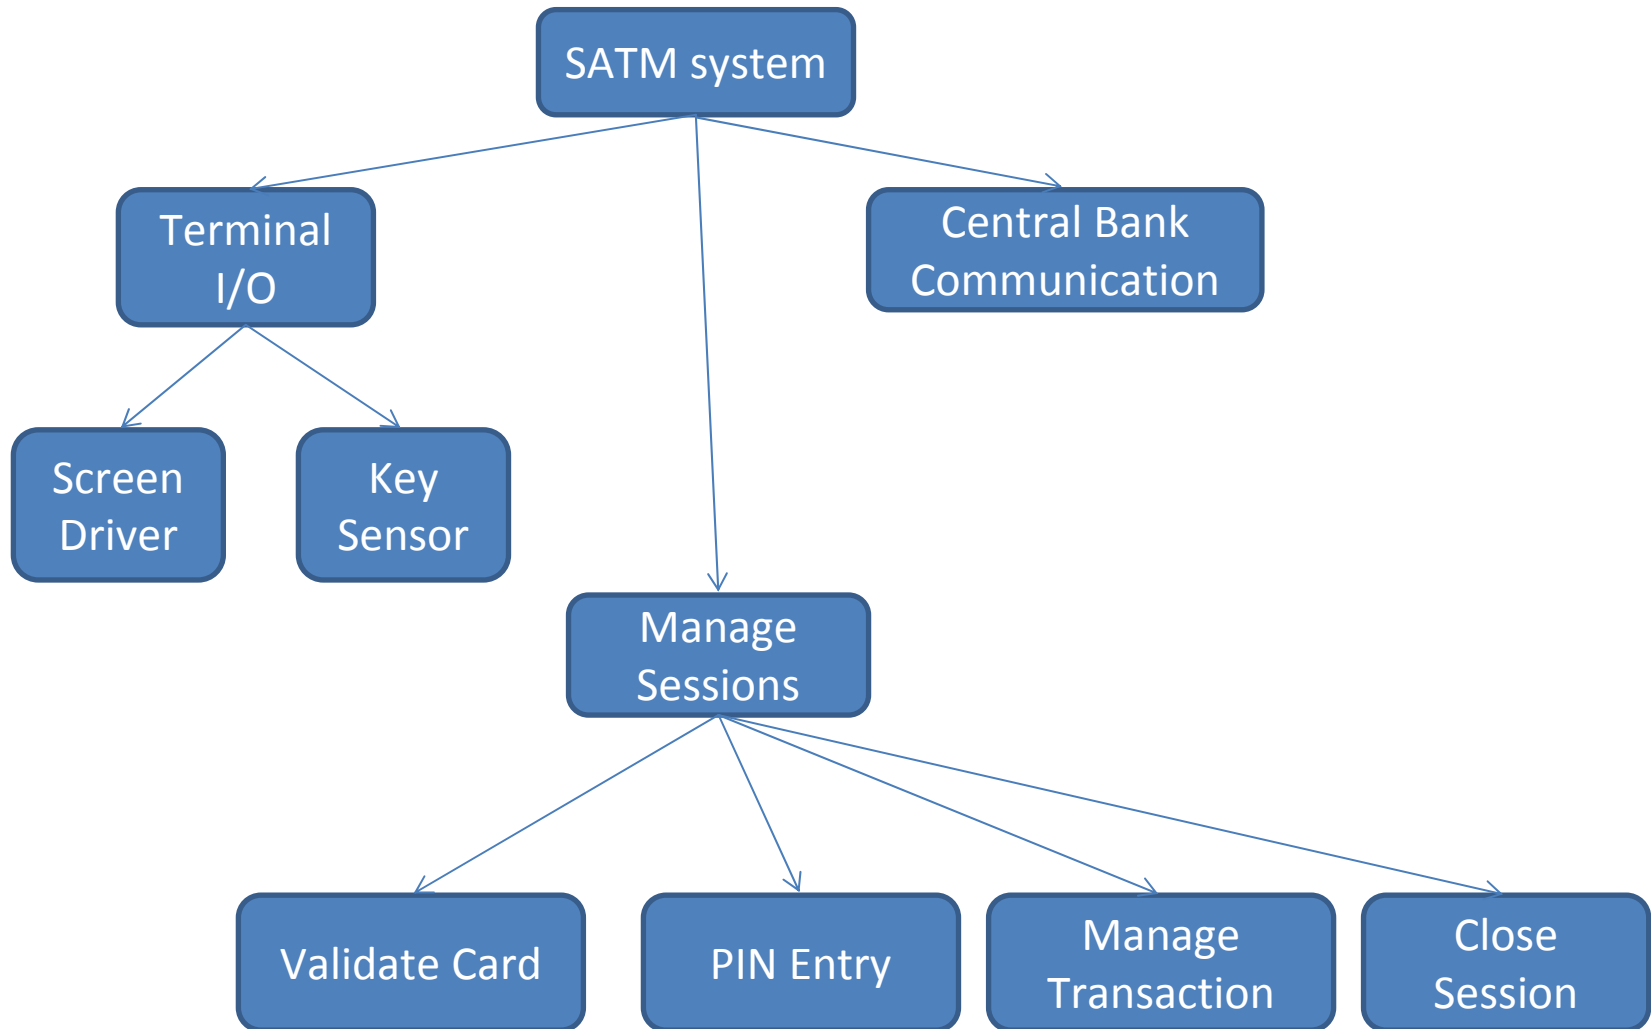 SATM system
Terminal
I/O
Central Bank
Communication
Screen
Driver
Key
Sensor
Manage
Sessions
Validate Card
PIN Entry
Manage
Transaction
Close
Session